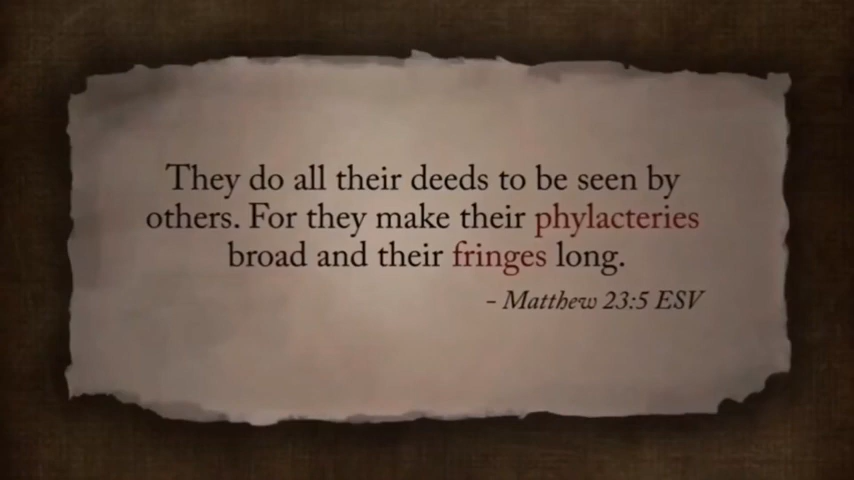 They do all their deeds to be seen by
others. For they make their phylacteries
broad and their fringes long.
– Matthew 23:5 ESV